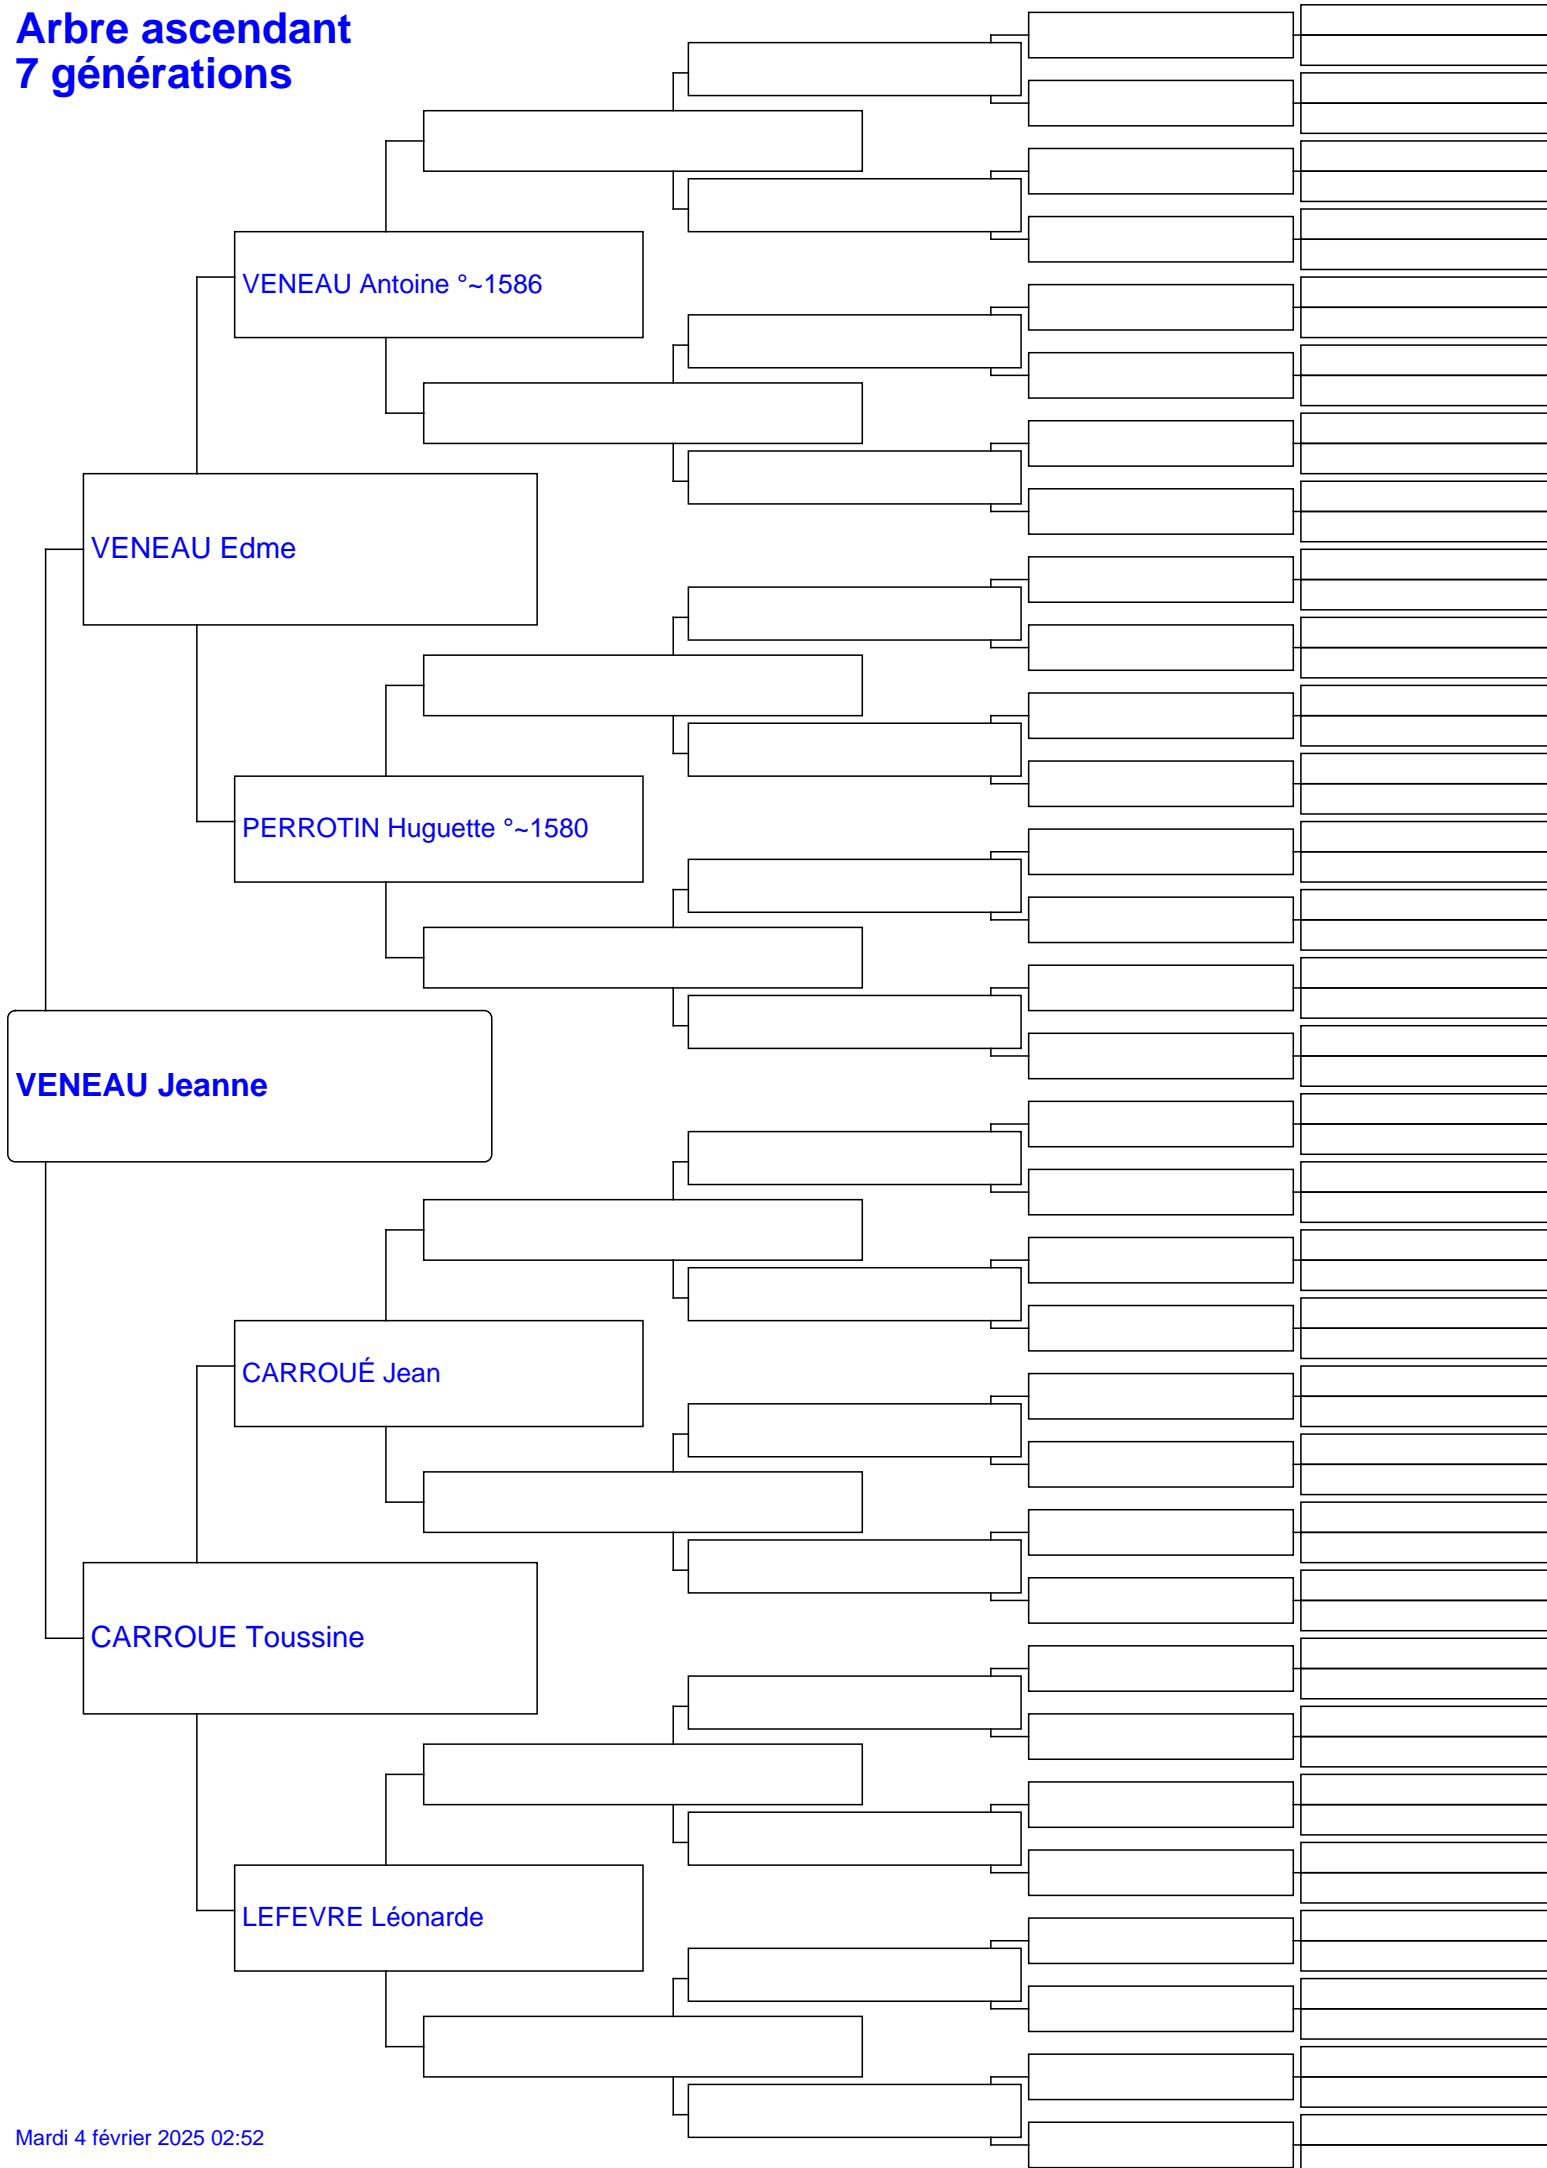 Arbre ascendant
7 générations
VENEAU Antoine °~1586
VENEAU Edme
PERROTIN Huguette °~1580
VENEAU Jeanne
CARROUÉ Jean
CARROUE Toussine
LEFEVRE Léonarde
Mardi 4 février 2025 02:52